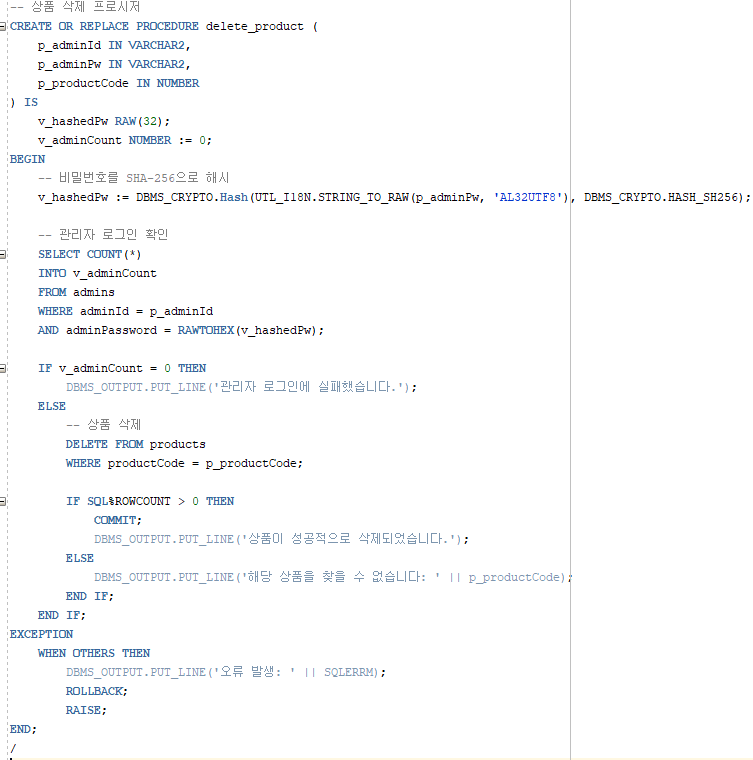 -- 상품 삭제 프로시저
CREATE OR REPLACE PROCEDURE delete_product (
    p_adminId IN VARCHAR2,
    p_adminPw IN VARCHAR2,
    p_productCode IN NUMBER
) IS
    v_hashedPw RAW(32);
    v_adminCount NUMBER := 0;
BEGIN
    -- 비밀번호를 SHA-256으로 해시
    v_hashedPw := DBMS_CRYPTO.Hash(UTL_I18N.STRING_TO_RAW(p_adminPw, 'AL32UTF8'), DBMS_CRYPTO.HASH_SH256);
    -- 관리자 로그인 확인
    SELECT COUNT(*)
    INTO v_adminCount
    FROM admins
    WHERE adminId = p_adminId
    AND adminPassword = RAWTOHEX(v_hashedPw);
    IF v_adminCount = 0 THEN
        DBMS_OUTPUT.PUT_LINE('관리자 로그인에 실패했습니다.');
    ELSE
        -- 상품 삭제
        DELETE FROM products
        WHERE productCode = p_productCode;
        IF SQL%ROWCOUNT > 0 THEN
            COMMIT;
            DBMS_OUTPUT.PUT_LINE('상품이 성공적으로 삭제되었습니다.');
        ELSE
            DBMS_OUTPUT.PUT_LINE('해당 상품을 찾을 수 없습니다: ' || p_productCode);
        END IF;
    END IF;
EXCEPTION
    WHEN OTHERS THEN
        DBMS_OUTPUT.PUT_LINE('오류 발생: ' || SQLERRM);
        ROLLBACK;
        RAISE;
END;
/